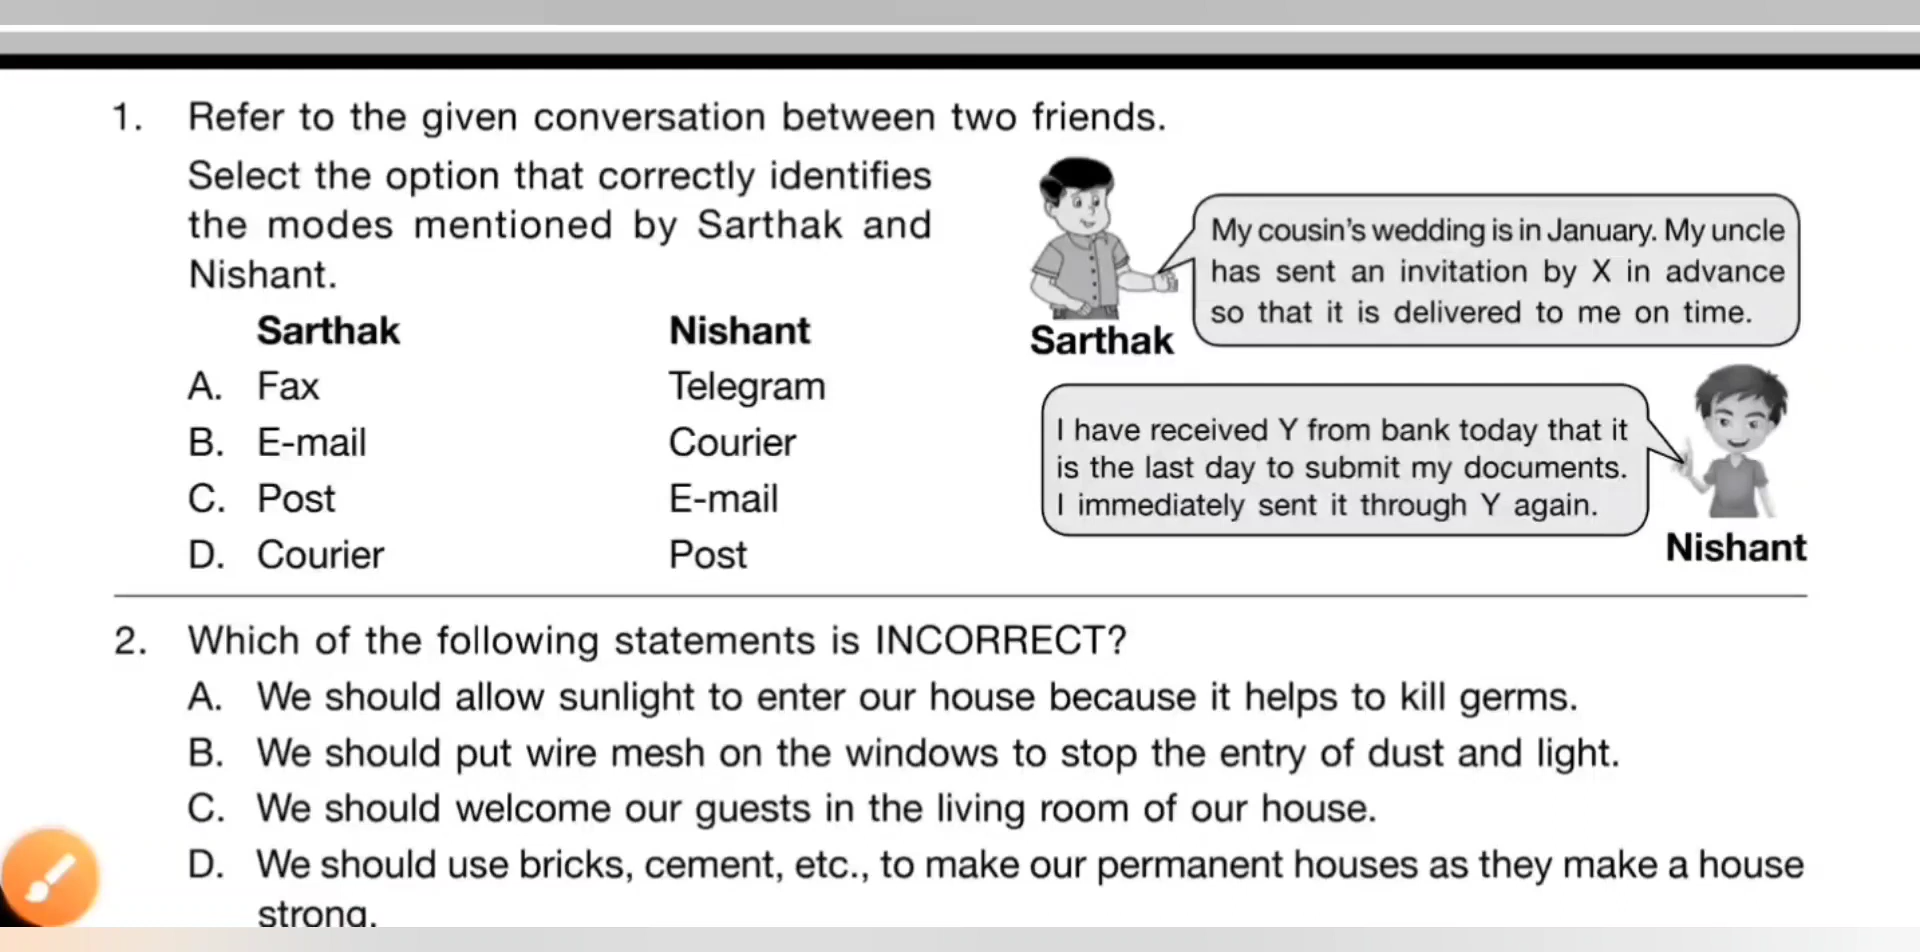 1. Refer to the given conversation between two friends.
Select the option that correctly identifies
the modes mentioned by Sarthak and
Nishant.
Sarthak Nishant
A. Fax Telegram
B. E-mail Courier
C. Post E-mail
D. Courier Post
My cousin's wedding is in January. My uncle
has sent an invitation by X in advance
so that it is delivered to me on time.
Sarthak
I have received Y from bank today that it
is the last day to submit my documents.
I immediately sent it through Y again.
Nishant
2. Which of the following statements is INCORRECT?
A. We should allow sunlight to enter our house because it helps to kill germs.
B. We should put wire mesh on the windows to stop the entry of dust and light.
C. We should welcome our guests in the living room of our house.
D. We should use bricks, cement, etc., to make our permanent houses as they make a house
strong.